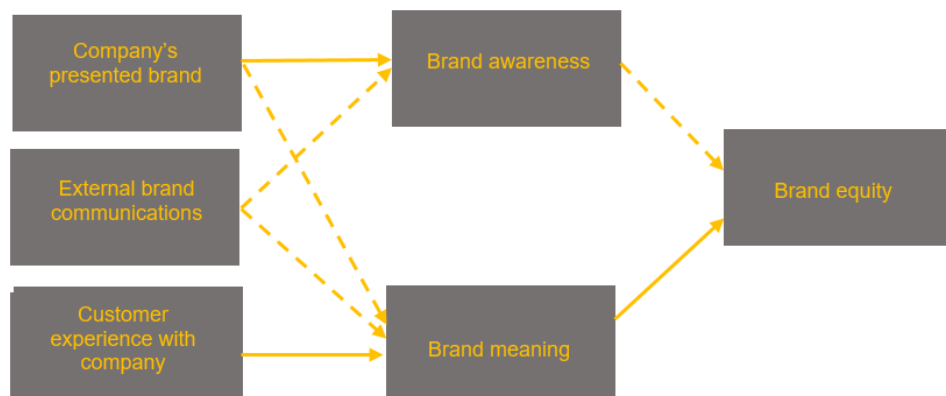 Company's
presented brand
Brand awareness
External brand
communications
Brand equity
Customer
experience with
company
Brand meaning